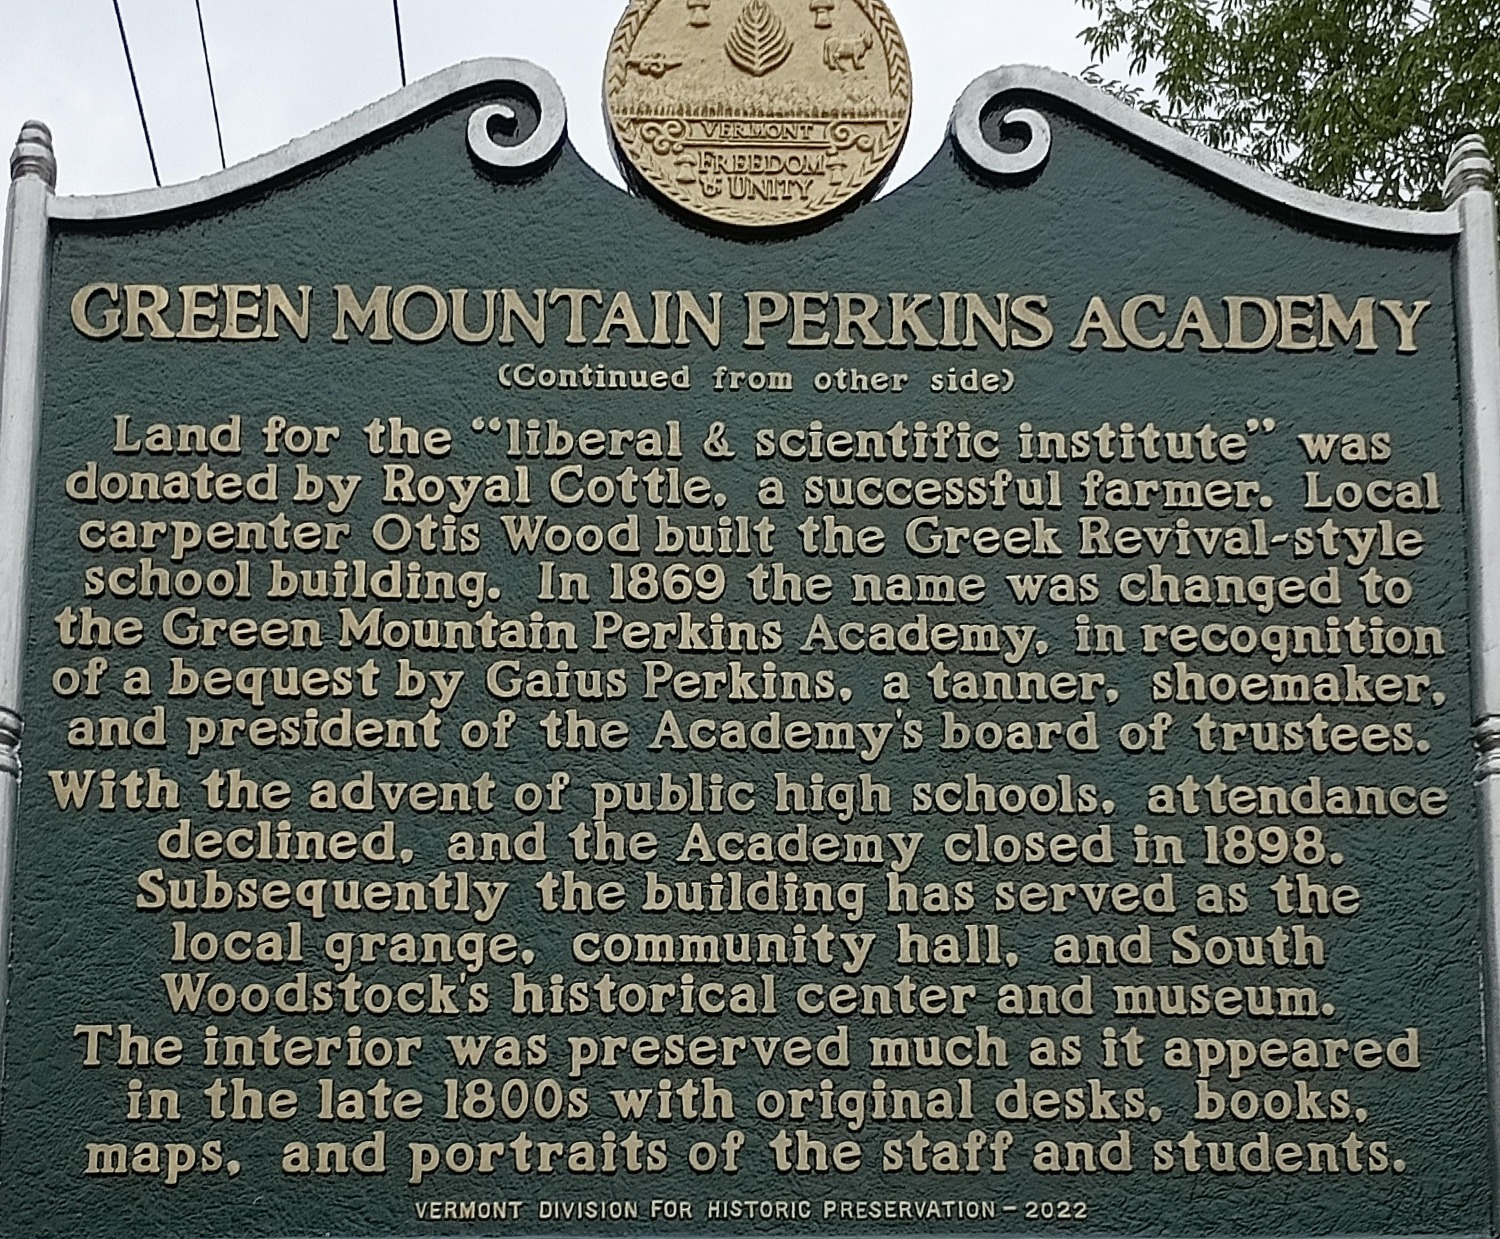 VERMONT
FREEDOM
& UNITY
GREEN MOUNTAIN PERKINS ACADEMY
(Continued from other side)
Land for the “liberal & scientific institute” was
donated by Royal Cottle, a successful farmer. Local
carpenter Otis Wood built the Greek Revival-style
school building. In 1869 the name was changed to
the Green Mountain Perkins Academy, in recognition
of a bequest by Gaius Perkins, a tanner, shoemaker,
and president of the Academy's board of trustees.
With the advent of public high schools, attendance
declined, and the Academy closed in 1898.
Subsequently the building has served as the
local grange, community hall, and South
Woodstock's historical center and museum.
The interior was preserved much as it appeared
in the late 1800s with original desks, books,
maps, and portraits of the staff and students.
VERMONT DIVISION FOR HISTORIC PRESERVATION – 2022